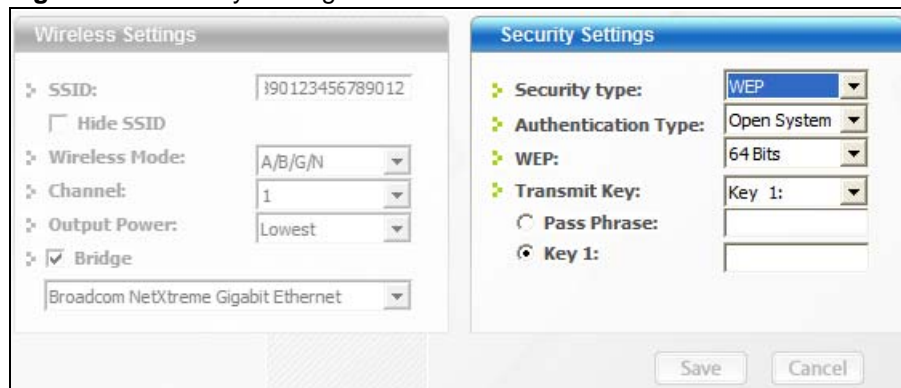 Wireless Settings
SSID:
390123456789012
Hide SSID
Wireless Mode:
A/B/G/N
Channel:
1
Output Power:
Lowest
Bridge
Broadcom NetXtreme Gigabit Ethernet
Security Settings
Security type:
WEP
Authentication Type:
Open System
WEP:
64 Bits
Transmit Key:
Key 1:
Pass Phrase:
Key 1:
Save
Cancel